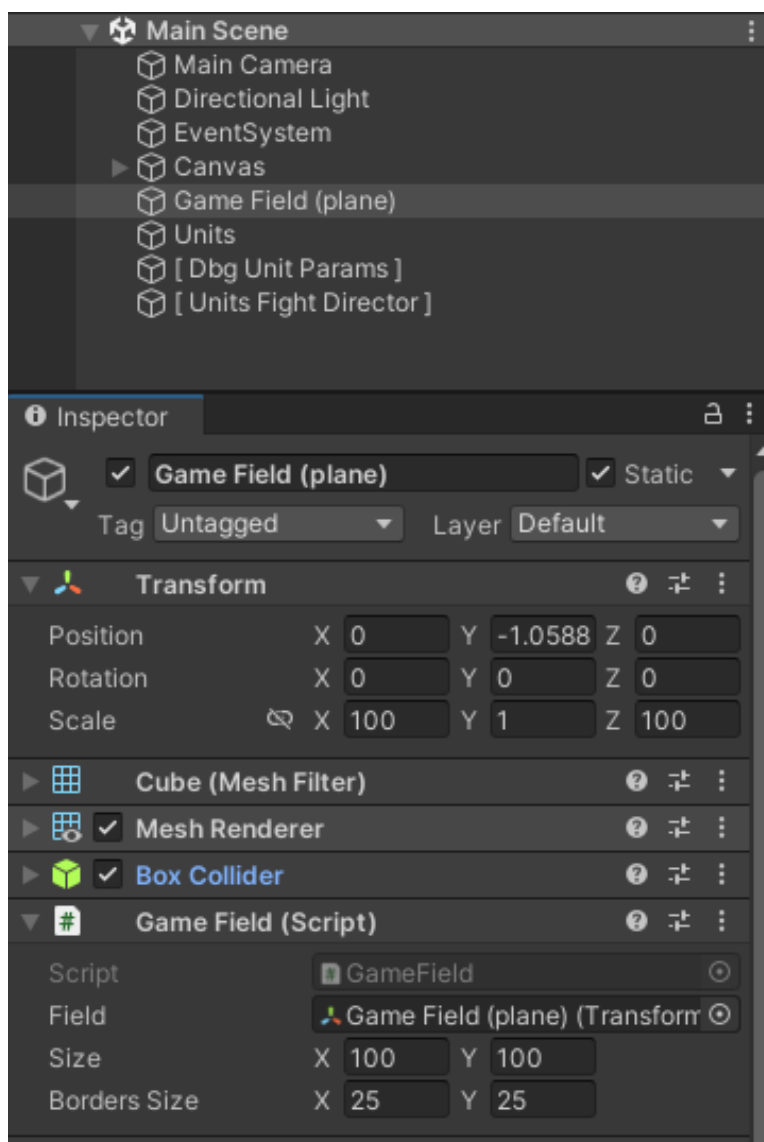 Main Scene
Main Camera
Directional Light
EventSystem
Canvas
Game Field (plane)
Units
[ Dbg Unit Params ]
[ Units Fight Director ]
Inspector
Game Field (plane) Static
Tag Untagged Layer Default
Transform
Position X 0 Y -1.0588 Z 0
Rotation X 0 Y 0 Z 0
Scale X 100 Y 1 Z 100
Cube (Mesh Filter)
Mesh Renderer
Box Collider
# Game Field (Script)
Script GameField
Field Game Field (plane) (Transform
Size X 100 Y 100
Borders Size X 25 Y 25